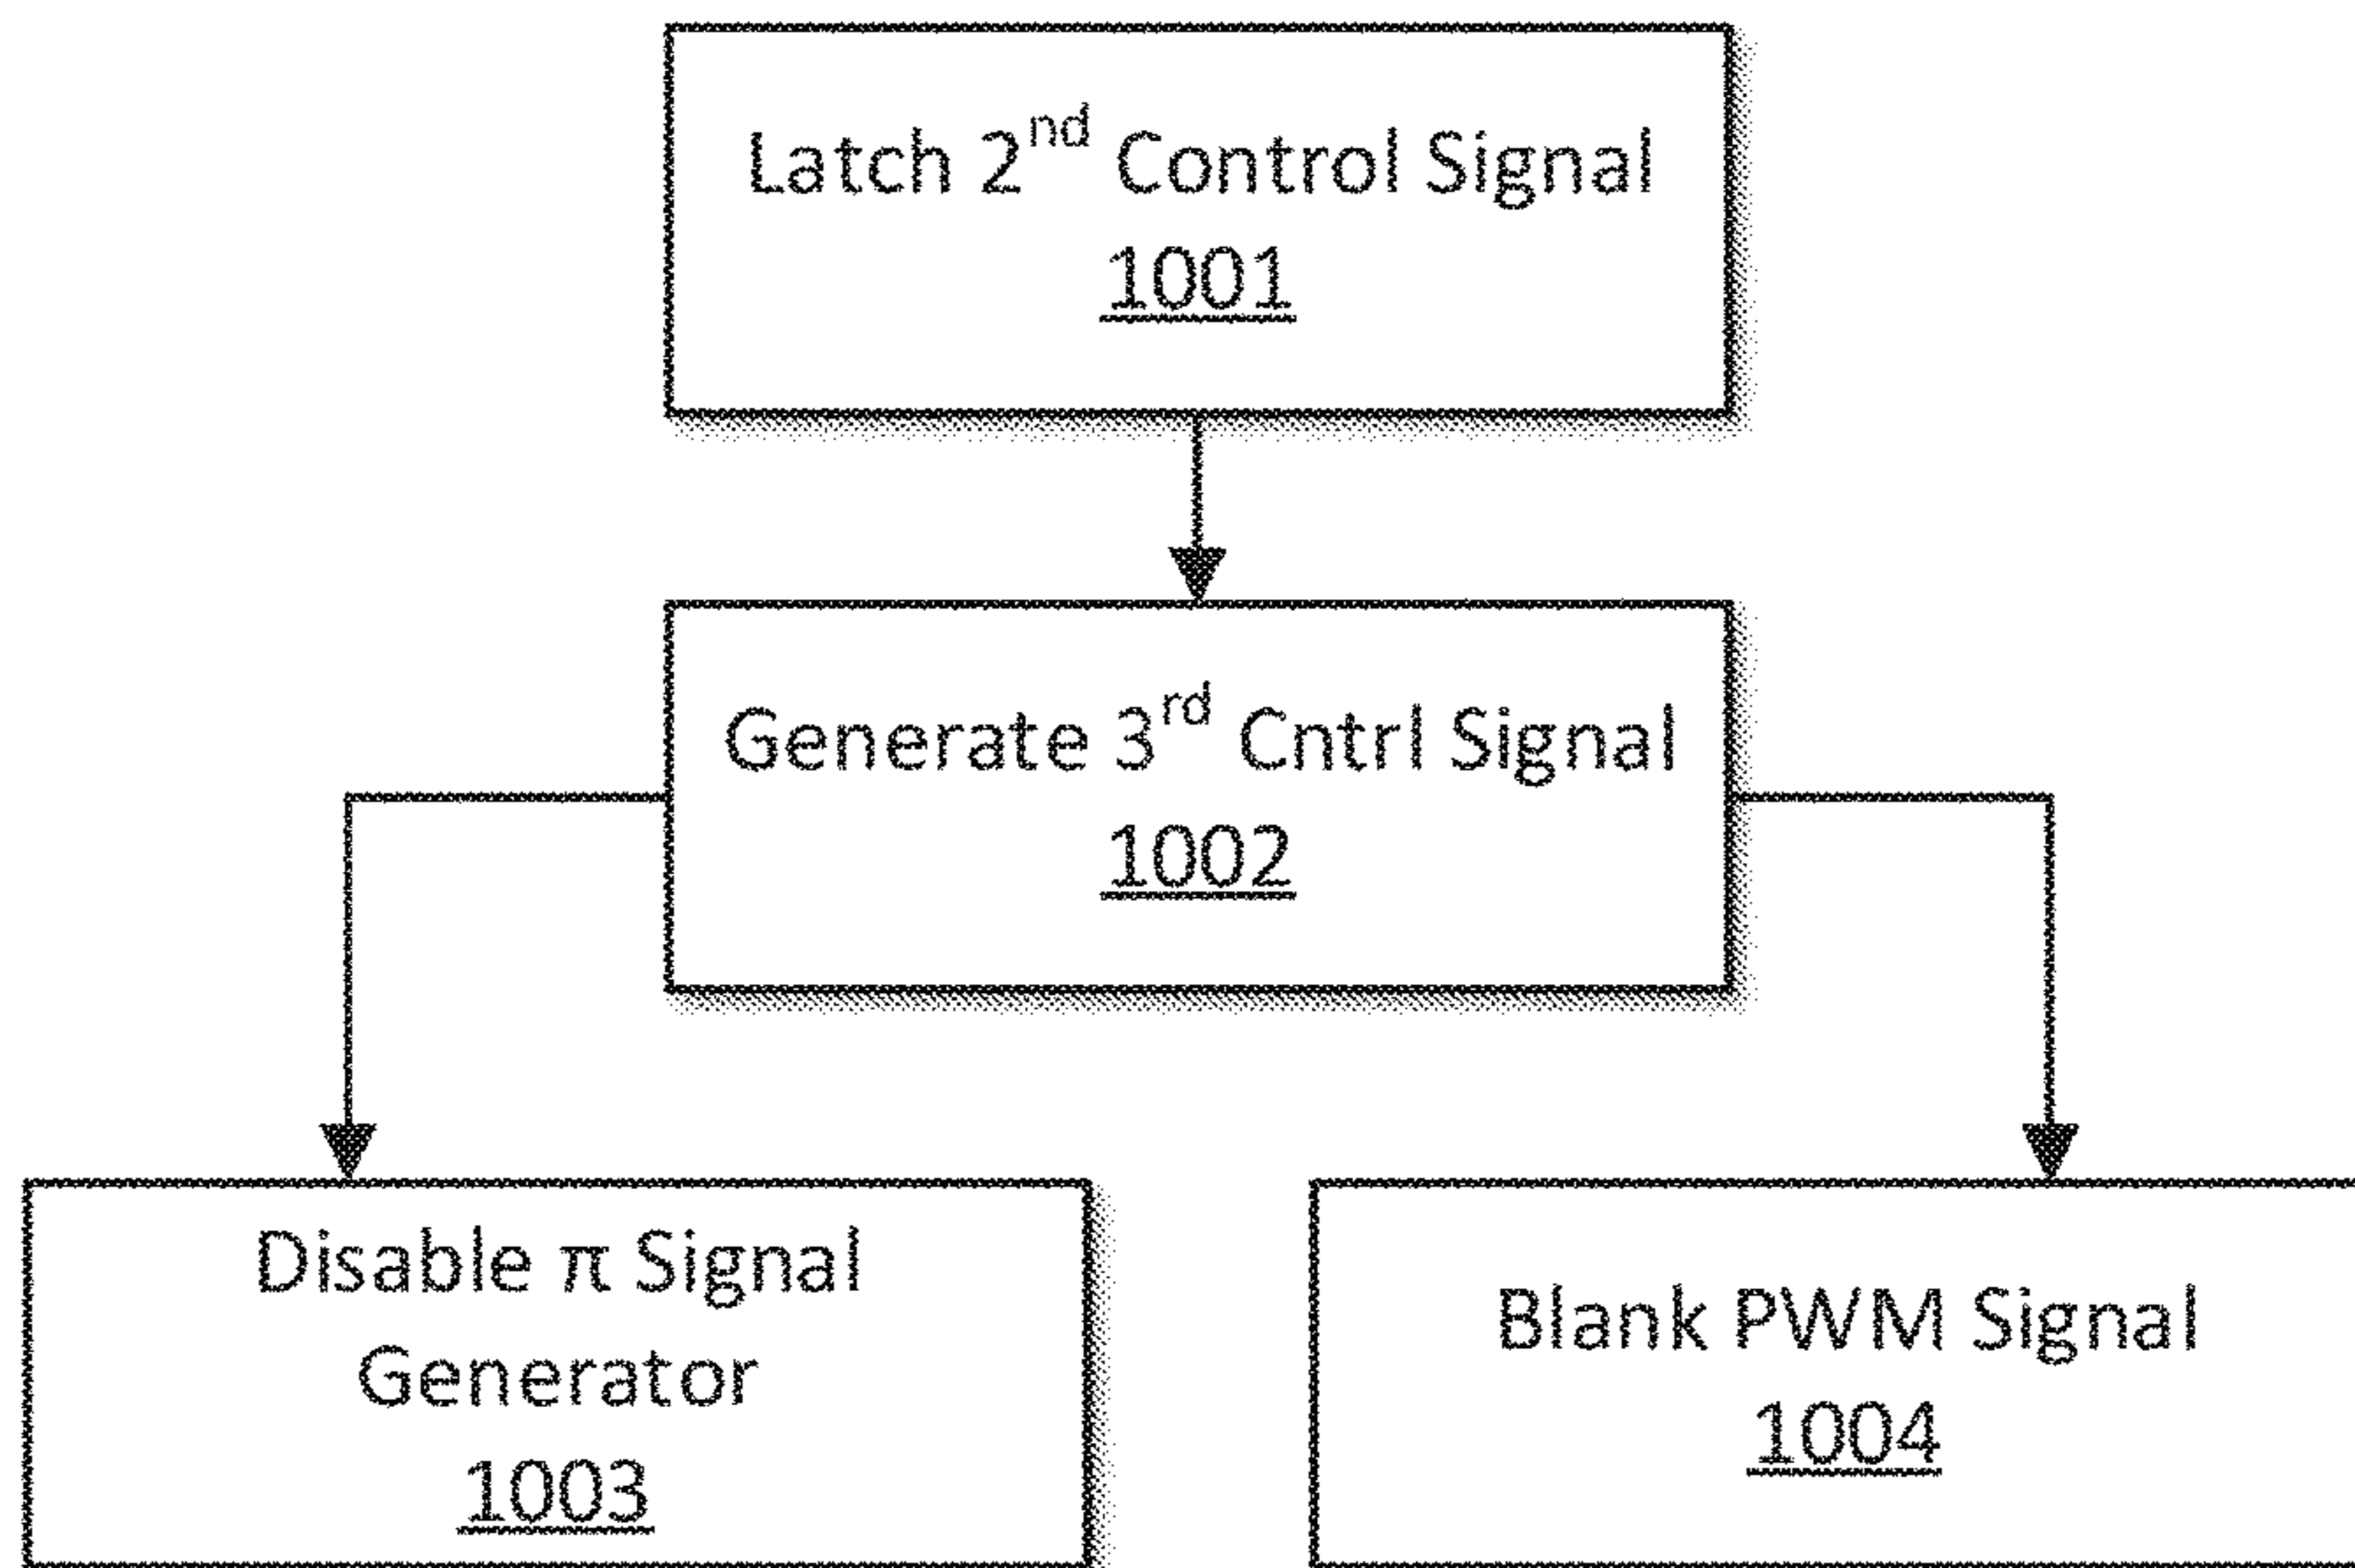 Latch 2nd Control Signal
1001
Generate 3rd Cntrl Signal
1002
Disable π Signal
Generator
1003
Blank PWM Signal
1004